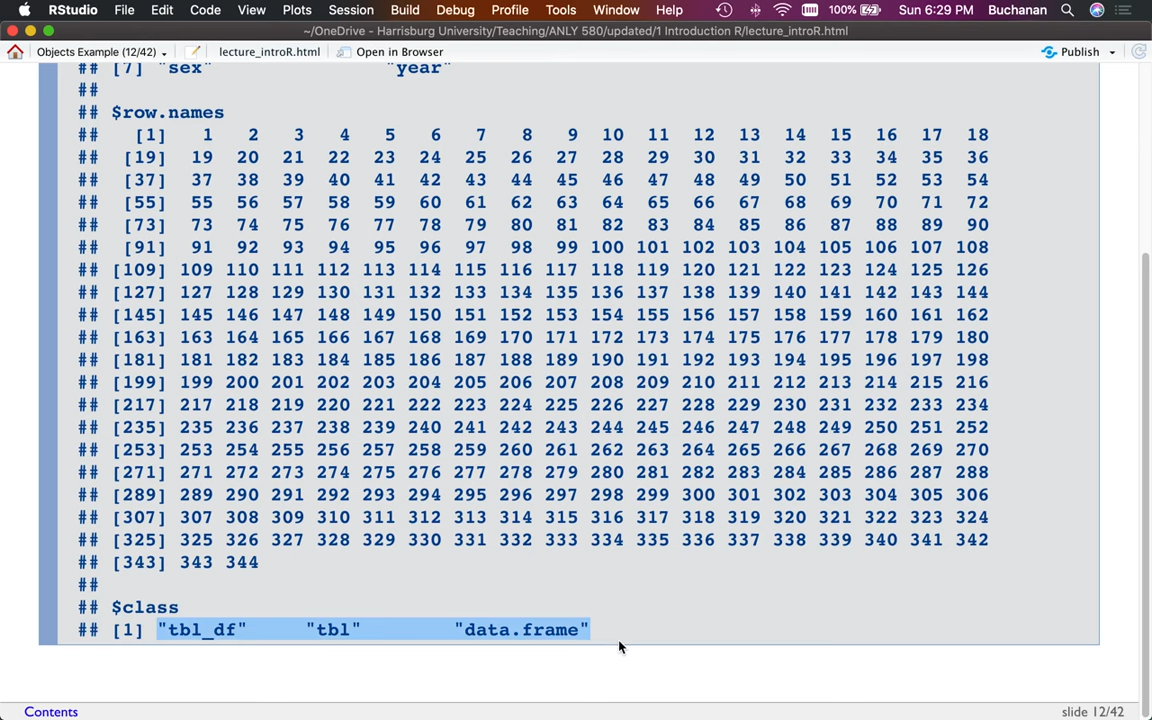 RStudio File Edit Code View Plots Session Build Debug Profile Tools Window Help 100% Sun 6:29 PM Buchanan
~/OneDrive - Harrisburg University/Teaching/ANLY 580/updated/1 Introduction R/lecture_introR.html
Objects Example (12/42) lecture_introR.html Open in Browser Publish
## [7] "sex" "year"
##
## $row.names
## [1] 1 2 3 4 5 6 7 8 9 10 11 12 13 14 15 16 17 18
## [19] 19 20 21 22 23 24 25 26 27 28 29 30 31 32 33 34 35 36
## [37] 37 38 39 40 41 42 43 44 45 46 47 48 49 50 51 52 53 54
## [55] 55 56 57 58 59 60 61 62 63 64 65 66 67 68 69 70 71 72
## [73] 73 74 75 76 77 78 79 80 81 82 83 84 85 86 87 88 89 90
## [91] 91 92 93 94 95 96 97 98 99 100 101 102 103 104 105 106 107 108
## [109] 109 110 111 112 113 114 115 116 117 118 119 120 121 122 123 124 125 126
## [127] 127 128 129 130 131 132 133 134 135 136 137 138 139 140 141 142 143 144
## [145] 145 146 147 148 149 150 151 152 153 154 155 156 157 158 159 160 161 162
## [163] 163 164 165 166 167 168 169 170 171 172 173 174 175 176 177 178 179 180
## [181] 181 182 183 184 185 186 187 188 189 190 191 192 193 194 195 196 197 198
## [199] 199 200 201 202 203 204 205 206 207 208 209 210 211 212 213 214 215 216
## [217] 217 218 219 220 221 222 223 224 225 226 227 228 229 230 231 232 233 234
## [235] 235 236 237 238 239 240 241 242 243 244 245 246 247 248 249 250 251 252
## [253] 253 254 255 256 257 258 259 260 261 262 263 264 265 266 267 268 269 270
## [271] 271 272 273 274 275 276 277 278 279 280 281 282 283 284 285 286 287 288
## [289] 289 290 291 292 293 294 295 296 297 298 299 300 301 302 303 304 305 306
## [307] 307 308 309 310 311 312 313 314 315 316 317 318 319 320 321 322 323 324
## [325] 325 326 327 328 329 330 331 332 333 334 335 336 337 338 339 340 341 342
## [343] 343 344
##
## $class
## [1] "tbl_df" "tbl" "data.frame"
Contents slide 12/42